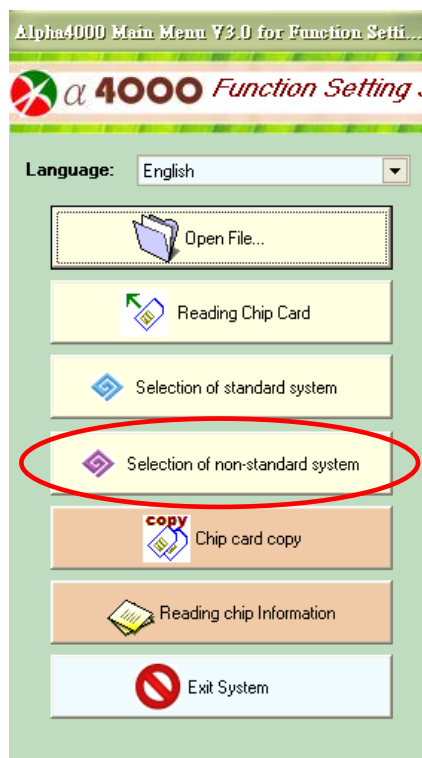 Alpha4000 Main Menu V3.0 for Function Setti...
α 4000 Function Setting
Language: English
Open File...
Reading Chip Card
Selection of standard system
Selection of non-standard system
copy
Chip card copy
Reading chip Information
Exit System